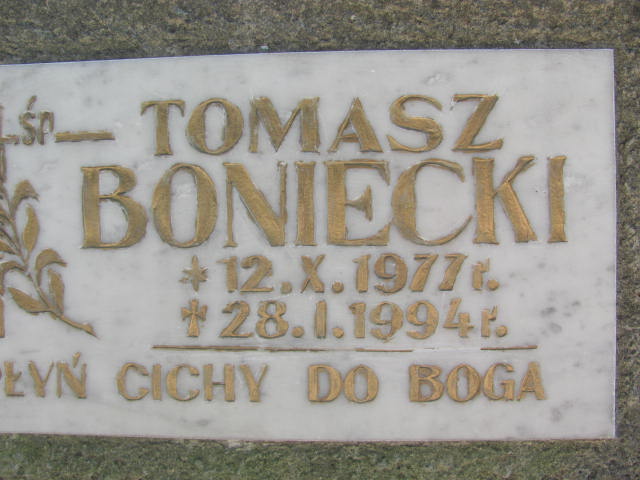 śp. TOMASZ
BONIECKI
* 12.X.1977 r.
✝ 28.I.1994 r.
PŁYŃ CICHY DO BOGA